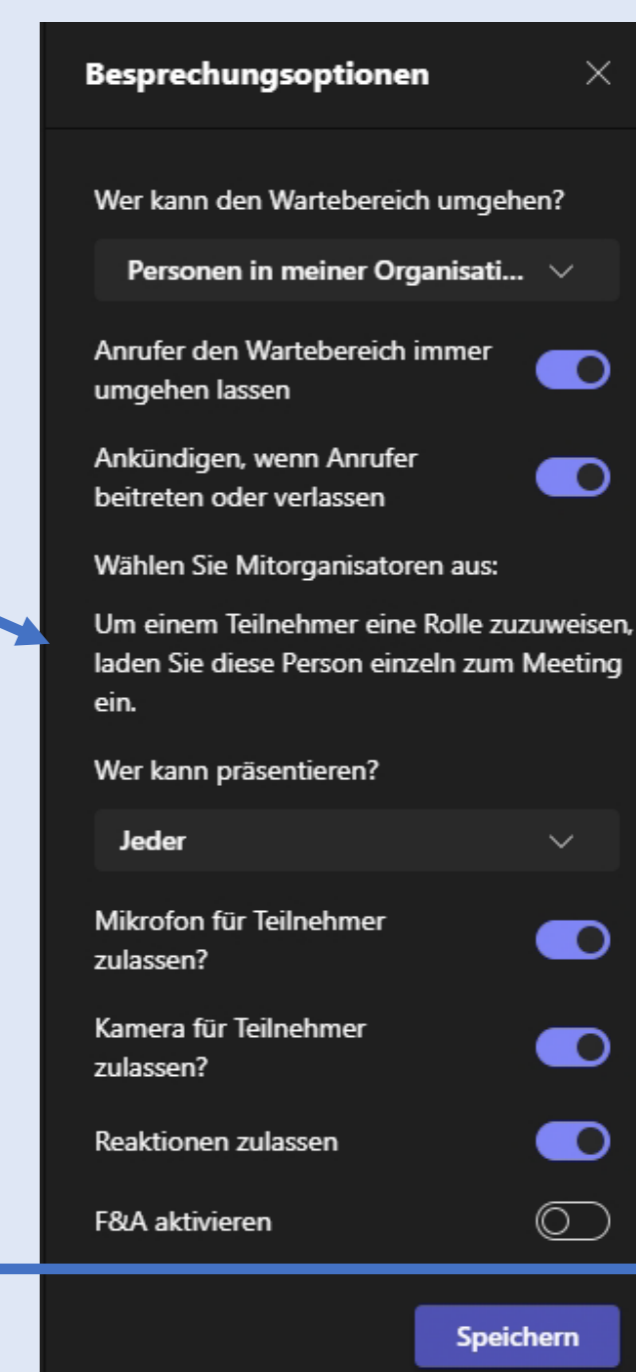 Besprechungsoptionen
Wer kann den Wartebereich umgehen?
Personen in meiner Organisati...
Anrufer den Wartebereich immer
umgehen lassen
Ankündigen, wenn Anrufer
beitreten oder verlassen
Wählen Sie Mitorganisatoren aus:
Um einem Teilnehmer eine Rolle zuzuweisen,
laden Sie diese Person einzeln zum Meeting
ein.
Wer kann präsentieren?
Jeder
Mikrofon für Teilnehmer
zulassen?
Kamera für Teilnehmer
zulassen?
Reaktionen zulassen
F&A aktivieren
Speichern